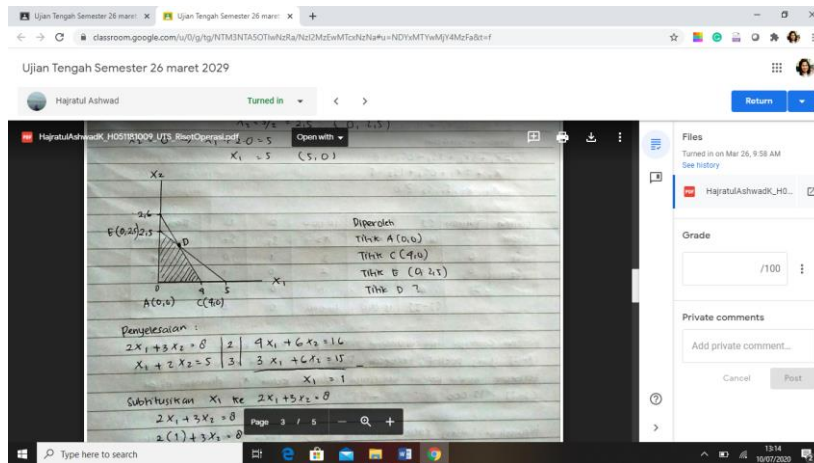 Ujian Tengah Semester 26 maret
Ujian Tengah Semester 26 maret
classroom.google.com/u/0/g/tg/NTM3NTA5OTIwNzRa/NzI2MzEwMTcxNzNa#u=NDYxMTYwMjY4MzFa&t=f
Ujian Tengah Semester 26 maret 2029
Hajratul Ashwad
Turned in
Return
HajratulAshwadK_H051181009_UTS_RisetOperasi.pdf
Open with
X₁ = 5 (5,0)
X₂
2,6
E(0,2,5) 2,5
D
0 4 5 X₁
A(0,0) C(4,0)
Diperoleh
Titik A (0,0)
Titik C (4,0)
Titik E (0, 2,5)
Titik D ?
Penyelesaian :
2X₁ + 3X₂ = 8 | 2 | 4X₁ + 6X₂ = 16
X₁ + 2X₂ = 5 | 3 | 3X₁ + 6X₂ = 15 –
X₁ = 1
Subtitusikan X₁ ke 2X₁ + 3X₂ = 8
2X₁ + 3X₂ = 8
2(1) + 3X₂ = 8
Page 3 / 5
Files
Turned in on Mar 26, 9:58 AM
See history
PDF HajratulAshwadK_H0...
Grade
/100
Private comments
Add private comment...
Cancel Post
Type here to search
13:14
10/07/2020